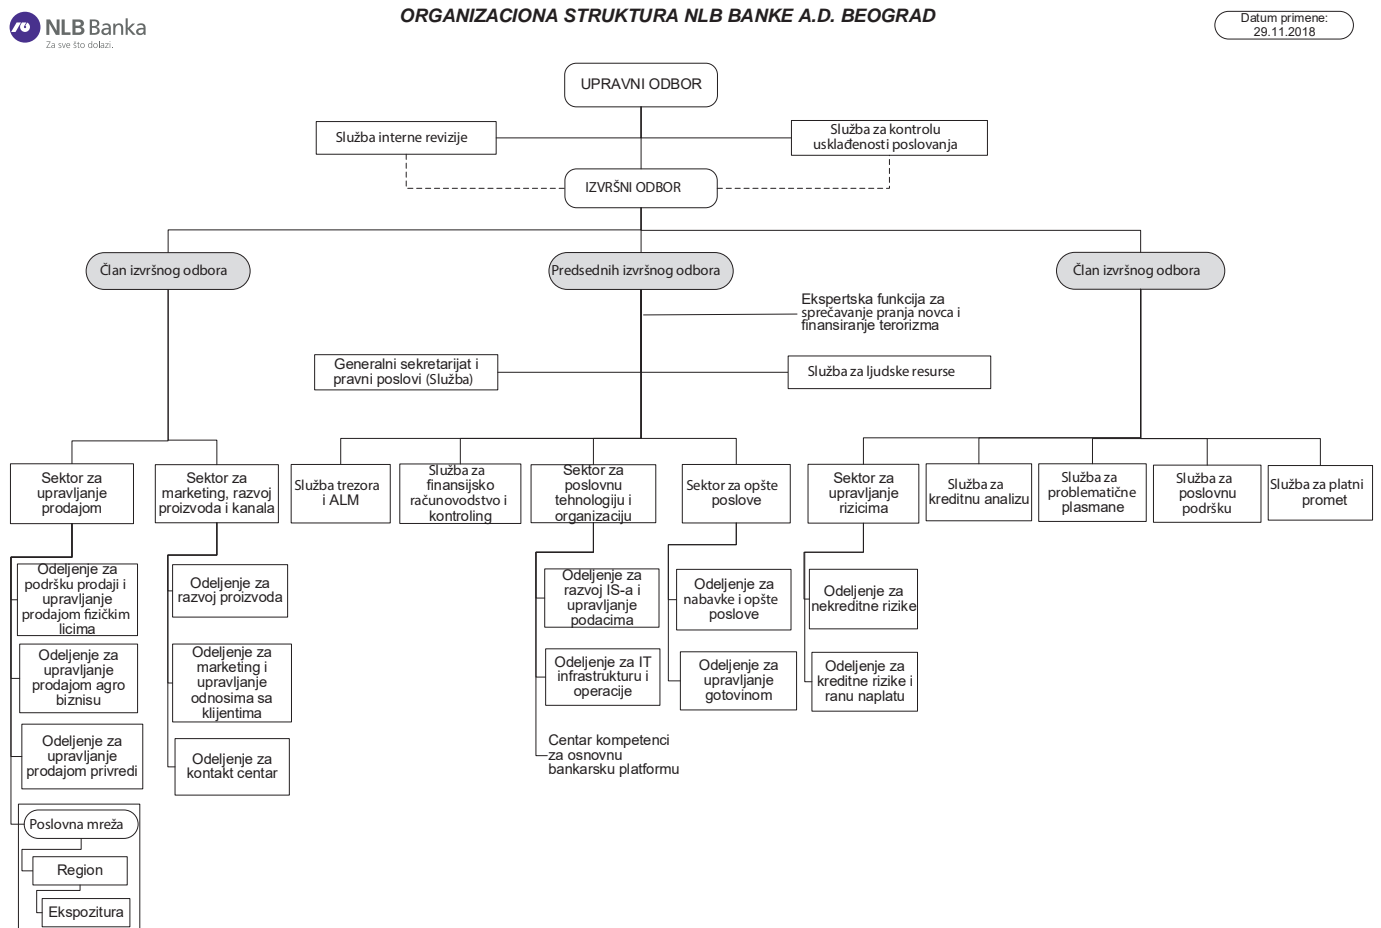 NLB Banka
Za sve što dolazi.
ORGANIZACIONA STRUKTURA NLB BANKE A.D. BEOGRAD
Datum primene:
29.11.2018
UPRAVNI ODBOR
Služba interne revizije
Služba za kontrolu
usklađenosti poslovanja
IZVRŠNI ODBOR
Član izvršnog odbora
Predsednih izvršnog odbora
Član izvršnog odbora
Ekspertska funkcija za
sprečavanje pranja novca i
finansiranje terorizma
Generalni sekretarijat i
pravni poslovi (Služba)
Služba za ljudske resurse
Sektor za
upravljanje
prodajom
Sektor za
marketing, razvoj
proizvoda i kanala
Služba trezora
i ALM
Služba za
finansijsko
računovodstvo i
kontroling
Sektor za
poslovnu
tehnologiju i
organizaciju
Sektor za opšte
poslove
Sektor za
upravljanje
rizicima
Služba za
kreditnu analizu
Služba za
problematične
plasmane
Služba za
poslovnu
podršku
Služba za platni
promet
Odeljenje za
podršku prodaji i
upravljanje
prodajom fizičkim
licima
Odeljenje za
upravljanje
prodajom agro
biznisu
Odeljenje za
upravljanje
prodajom privredi
Poslovna mreža
Region
Ekspozitura
Odeljenje za
razvoj proizvoda
Odeljenje za
marketing i
upravljanje
odnosima sa
klijentima
Odeljenje za
kontakt centar
Odeljenje za
razvoj IS-a i
upravljanje
podacima
Odeljenje za IT
infrastrukturu i
operacije
Centar kompetenci
za osnovnu
bankarsku platformu
Odeljenje za
nabavke i opšte
poslove
Odeljenje za
upravljanje
gotovinom
Odeljenje za
nekreditne rizike
Odeljenje za
kreditne rizike i
ranu naplatu